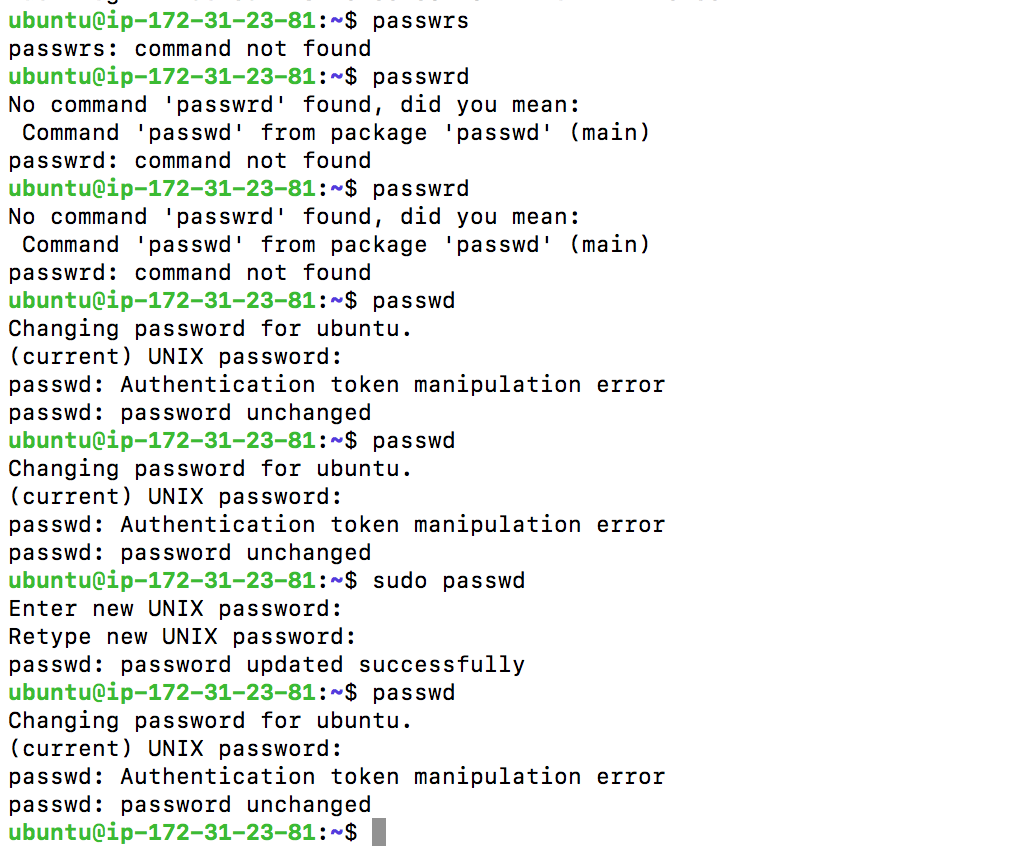 ubuntu@ip-172-31-23-81:~$ passwrs
passwrs: command not found
ubuntu@ip-172-31-23-81:~$ passwrd
No command 'passwrd' found, did you mean:
 Command 'passwd' from package 'passwd' (main)
passwrd: command not found
ubuntu@ip-172-31-23-81:~$ passwrd
No command 'passwrd' found, did you mean:
 Command 'passwd' from package 'passwd' (main)
passwrd: command not found
ubuntu@ip-172-31-23-81:~$ passwd
Changing password for ubuntu.
(current) UNIX password:
passwd: Authentication token manipulation error
passwd: password unchanged
ubuntu@ip-172-31-23-81:~$ passwd
Changing password for ubuntu.
(current) UNIX password:
passwd: Authentication token manipulation error
passwd: password unchanged
ubuntu@ip-172-31-23-81:~$ sudo passwd
Enter new UNIX password:
Retype new UNIX password:
passwd: password updated successfully
ubuntu@ip-172-31-23-81:~$ passwd
Changing password for ubuntu.
(current) UNIX password:
passwd: Authentication token manipulation error
passwd: password unchanged
ubuntu@ip-172-31-23-81:~$